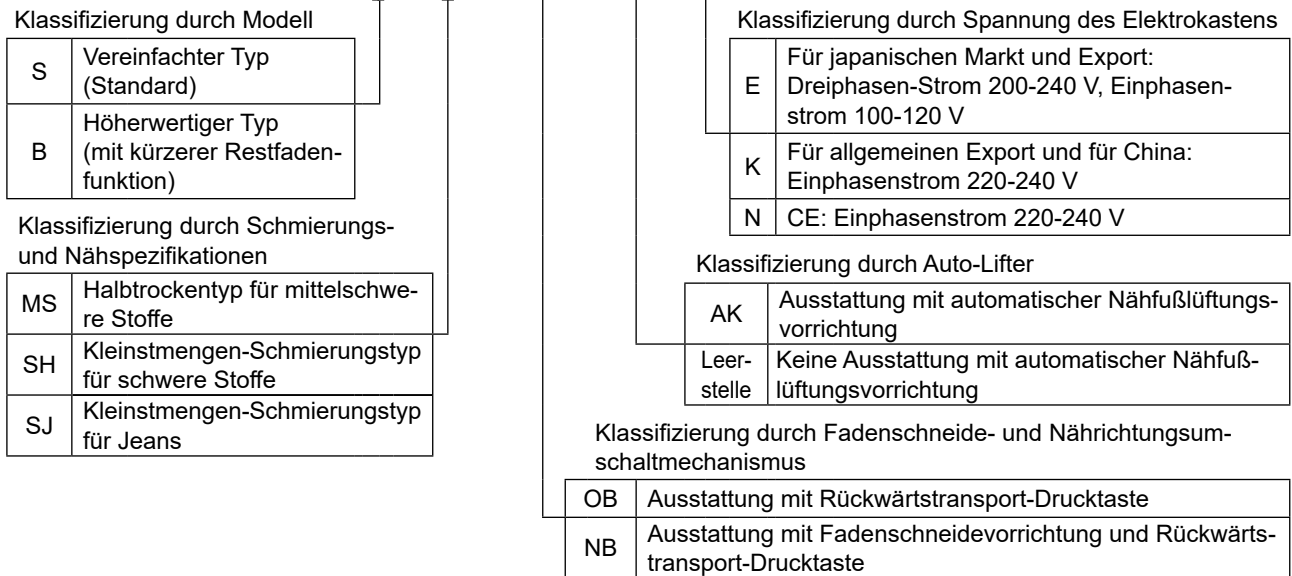 Klassifizierung durch Modell
S
Vereinfachter Typ
(Standard)
B
Höherwertiger Typ
(mit kürzerer Restfaden-
funktion)
Klassifizierung durch Schmierungs-
und Nähspezifikationen
MS
Halbtrockentyp für mittelschwe-
re Stoffe
SH
Kleinstmengen-Schmierungstyp
für schwere Stoffe
SJ
Kleinstmengen-Schmierungstyp
für Jeans
Klassifizierung durch Spannung des Elektrokastens
E
Für japanischen Markt und Export:
Dreiphasen-Strom 200-240 V, Einphasen-
strom 100-120 V
K
Für allgemeinen Export und für China:
Einphasenstrom 220-240 V
N
CE: Einphasenstrom 220-240 V
Klassifizierung durch Auto-Lifter
AK
Ausstattung mit automatischer Nähfußlüftungs-
vorrichtung
Leer-
stelle
Keine Ausstattung mit automatischer Nähfuß-
lüftungsvorrichtung
Klassifizierung durch Fadenschneide- und Nährichtungsum-
schaltmechanismus
OB
Ausstattung mit Rückwärtstransport-Drucktaste
NB
Ausstattung mit Fadenschneidevorrichtung und Rückwärts-
transport-Drucktaste